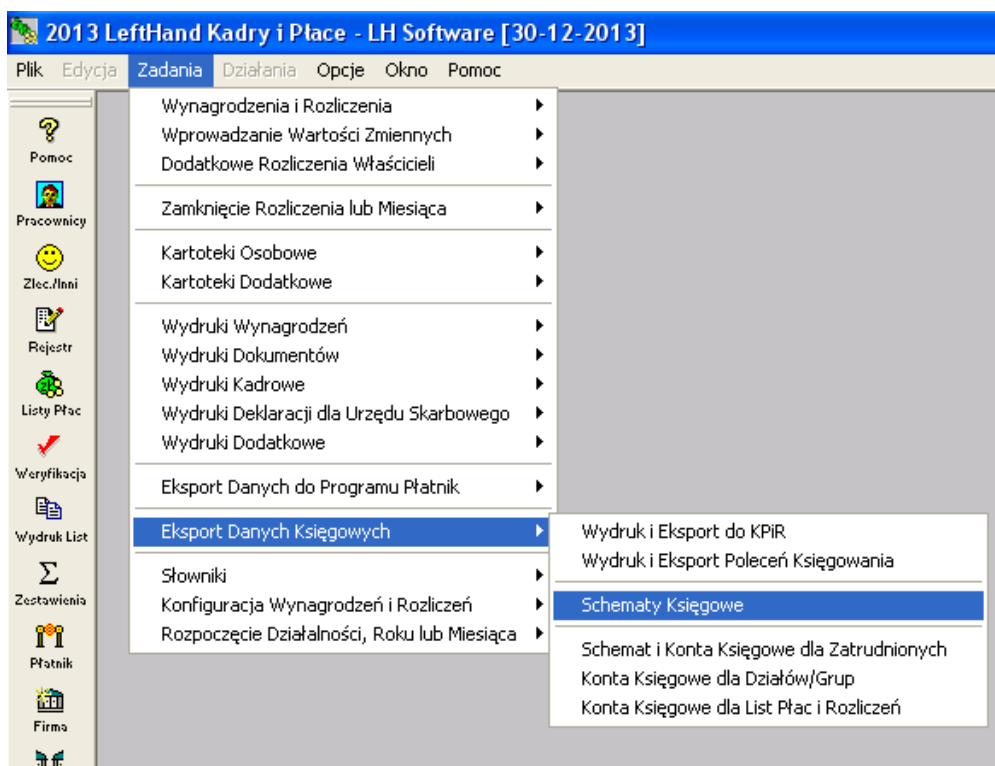 2013 LeftHand Kadry i Płace - LH Software [30-12-2013]
Plik Edycja Zadania Działania Opcje Okno Pomoc
Pomoc
Pracownicy
Zlec./Inni
Rejestr
Listy Płac
Weryfikacja
Wydruk List
Zestawienia
Płatnik
Firma
Wynagrodzenia i Rozliczenia
Wprowadzanie Wartości Zmiennych
Dodatkowe Rozliczenia Właścicieli
Zamknięcie Rozliczenia lub Miesiąca
Kartoteki Osobowe
Kartoteki Dodatkowe
Wydruki Wynagrodzeń
Wydruki Dokumentów
Wydruki Kadrowe
Wydruki Deklaracji dla Urzędu Skarbowego
Wydruki Dodatkowe
Eksport Danych do Programu Płatnik
Eksport Danych Księgowych
Słowniki
Konfiguracja Wynagrodzeń i Rozliczeń
Rozpoczęcie Działalności, Roku lub Miesiąca
Wydruk i Eksport do KPiR
Wydruk i Eksport Poleceń Księgowania
Schematy Księgowe
Schemat i Konta Księgowe dla Zatrudnionych
Konta Księgowe dla Działów/Grup
Konta Księgowe dla List Płac i Rozliczeń